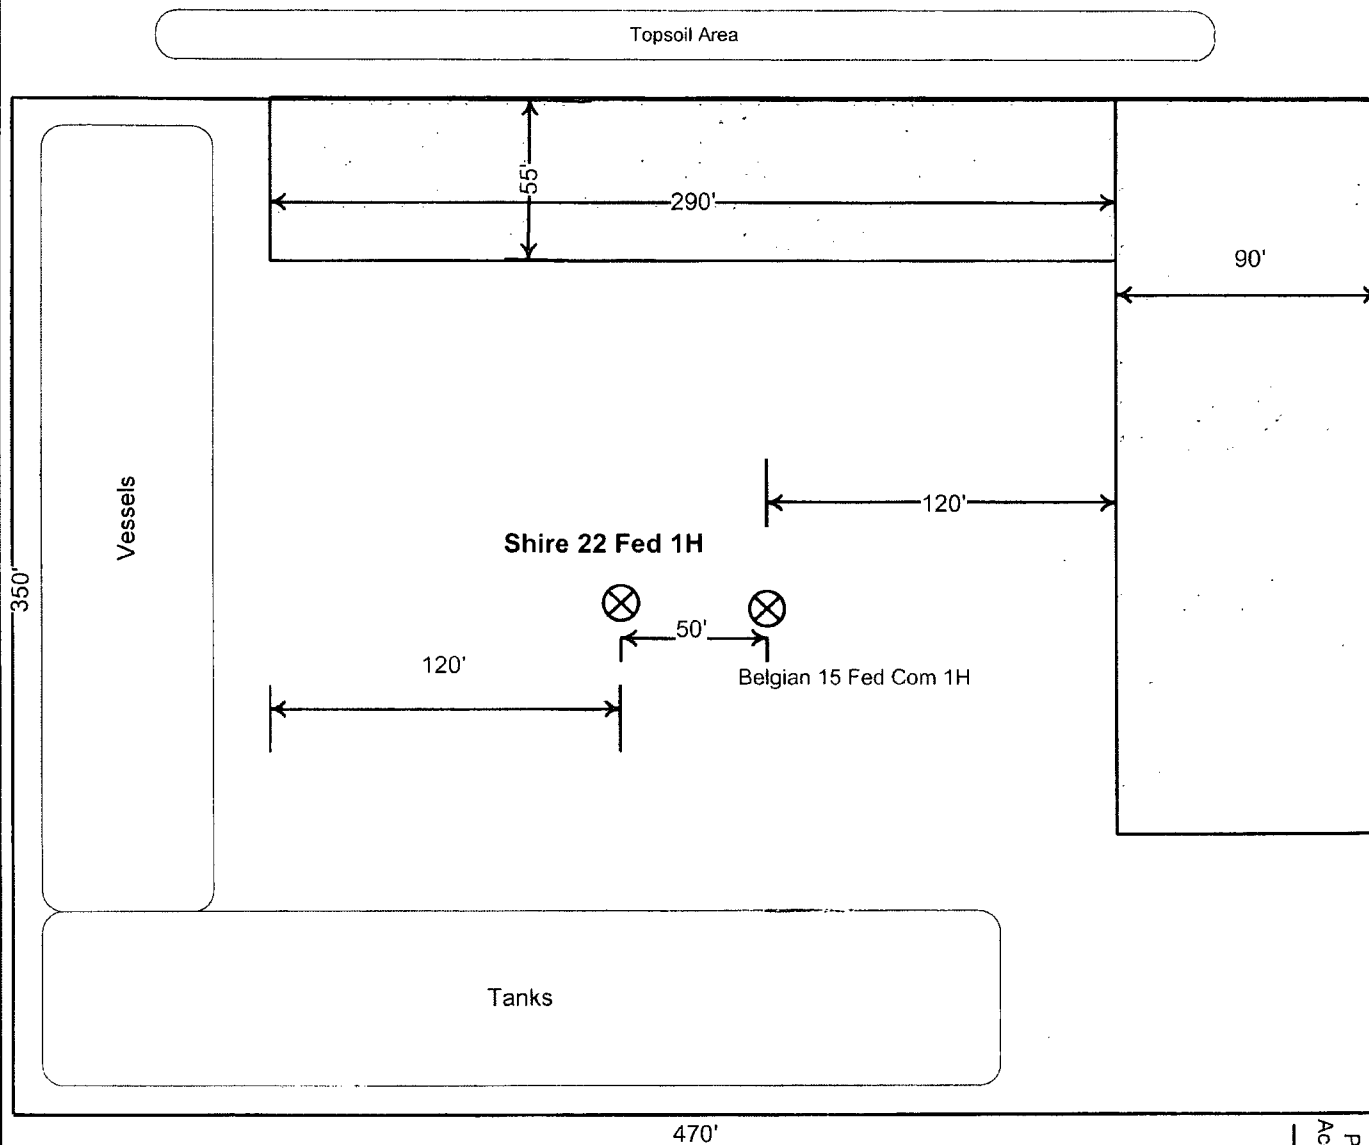 Topsoil Area
55'
290'
90'
120'
Shire 22 Fed 1H
Vessels
350'
50'
120'
Belgian 15 Fed Com 1H
Tanks
470'